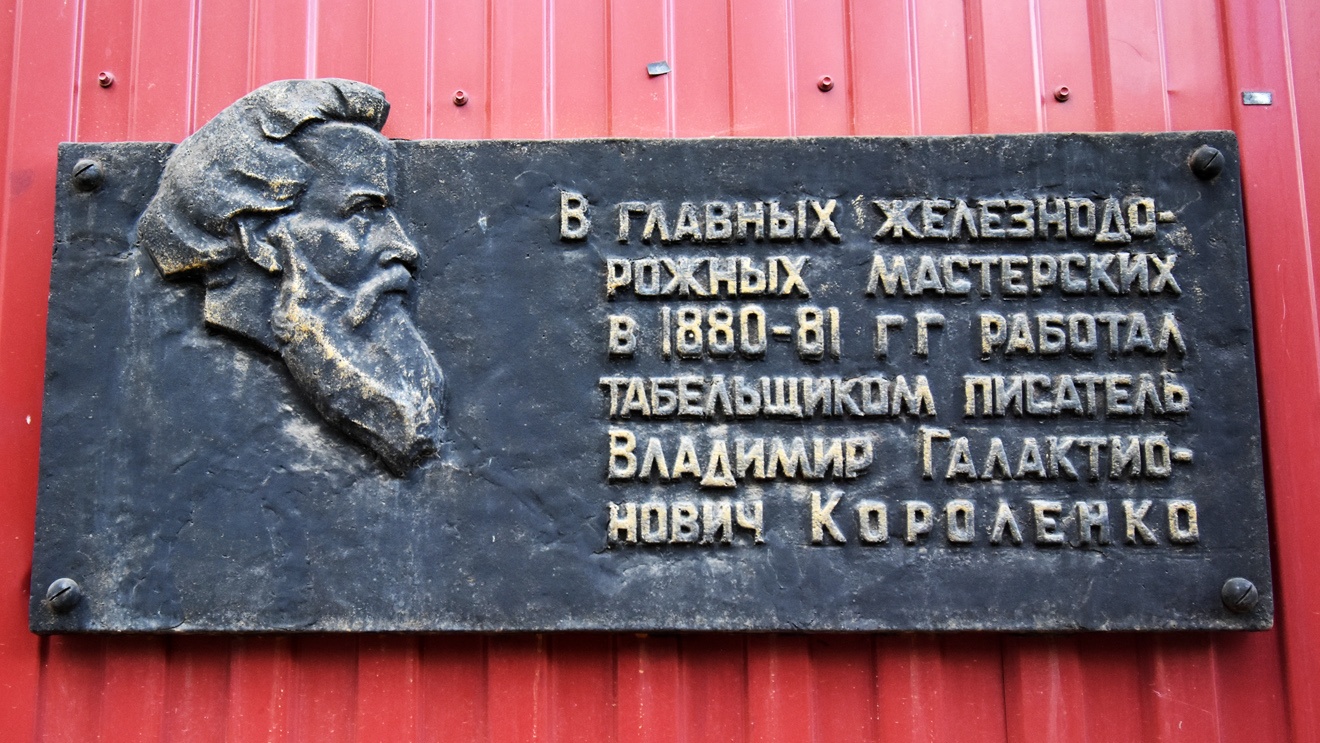 В ГЛАВНЫХ ЖЕЛЕЗНОДО-
РОЖНЫХ МАСТЕРСКИХ
В 1880-81 ГГ РАБОТАЛ
ТАБЕЛЬЩИКОМ ПИСАТЕЛЬ
ВЛАДИМИР ГАЛАКТИО-
НОВИЧ КОРОЛЕНКО